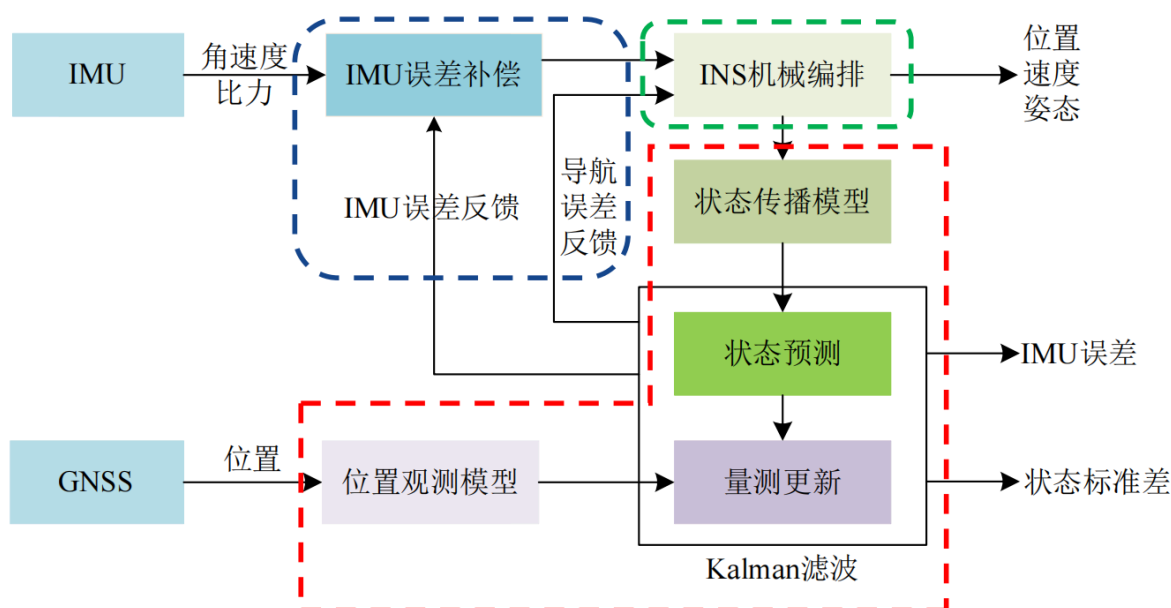 IMU
角速度
比力
IMU误差补偿
INS机械编排
位置
速度
姿态
IMU误差反馈
导航
误差
反馈
状态传播模型
状态预测
IMU误差
GNSS
位置
位置观测模型
量测更新
状态标准差
Kalman滤波